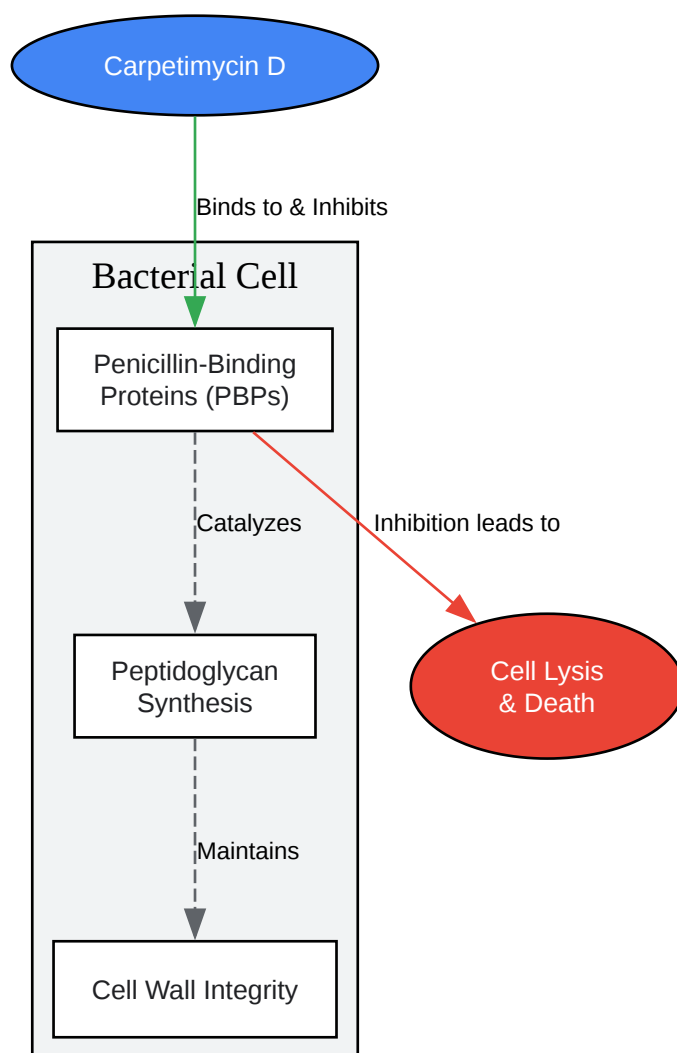 Carpetimycin D
Binds to & Inhibits
Bacterial Cell
Penicillin-Binding
Proteins (PBPs)
Catalyzes
Inhibition leads to
Peptidoglycan
Synthesis
Cell Lysis
& Death
Maintains
Cell Wall Integrity